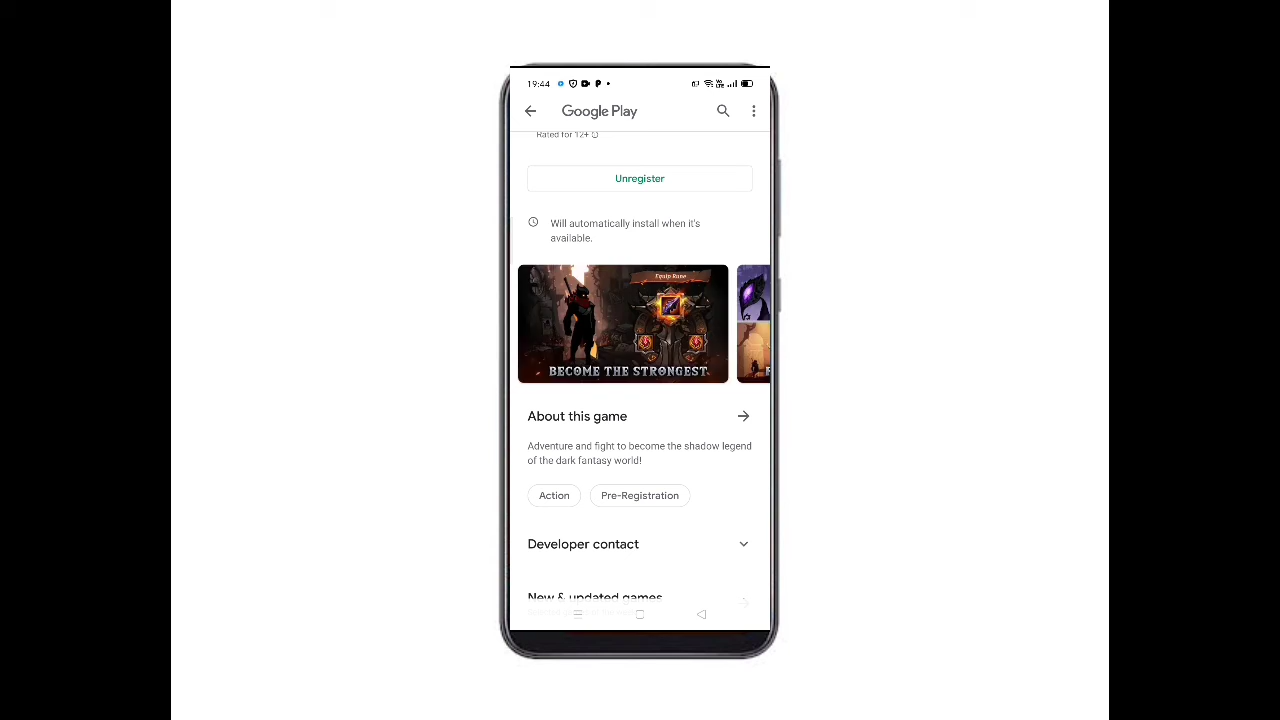 19:44
Google Play
Rated for 12+
Unregister
Will automatically install when it's
available.
Equip Rune
BECOME THE STRONGEST
About this game
Adventure and fight to become the shadow legend
of the dark fantasy world!
Action
Pre-Registration
Developer contact
New & updated games